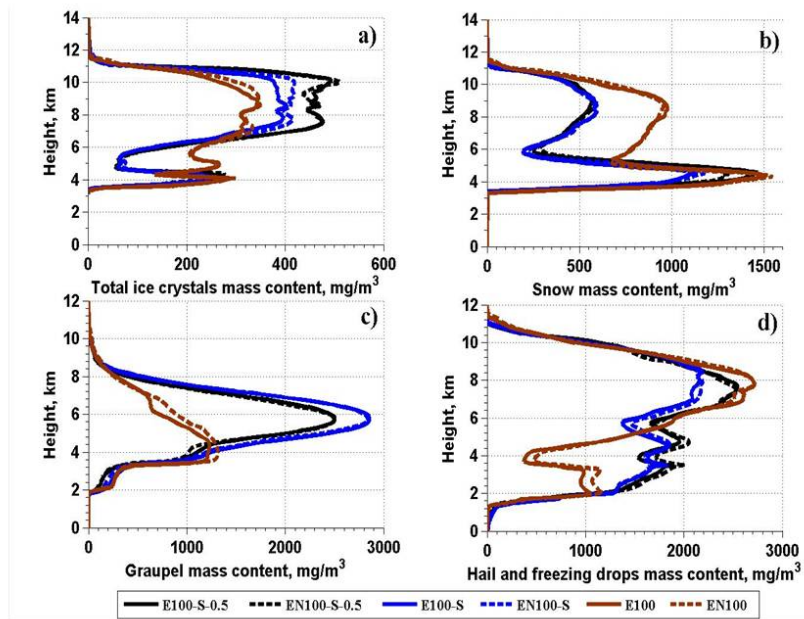 a)
14
12
10
8
6
4
2
0
Height, km
0 200 400 600
Total ice crystals mass content, mg/m³
b)
14
12
10
8
6
4
2
0
Height, km
0 500 1000 1500
Snow mass content, mg/m³
c)
12
10
8
6
4
2
0
Height, km
0 1000 2000 3000
Graupel mass content, mg/m³
d)
12
10
8
6
4
2
0
Height, km
0 1000 2000 3000
Hail and freezing drops mass content, mg/m³
E100-S-0.5 EN100-S-0.5 E100-S EN100-S E100 EN100